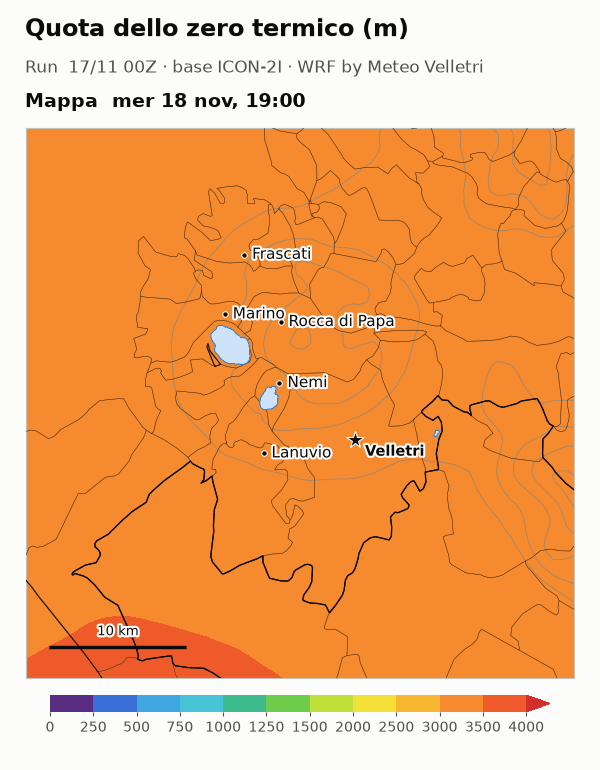 Quota dello zero termico (m)
Run  17/11 00Z · base ICON-2I · WRF by Meteo Velletri
Mappa  mer 18 nov, 19:00
Frascati
Marino
Rocca di Papa
Nemi
Velletri
Lanuvio
10 km
0 250 500 750 1000 1250 1500 2000 2500 3000 3500 4000